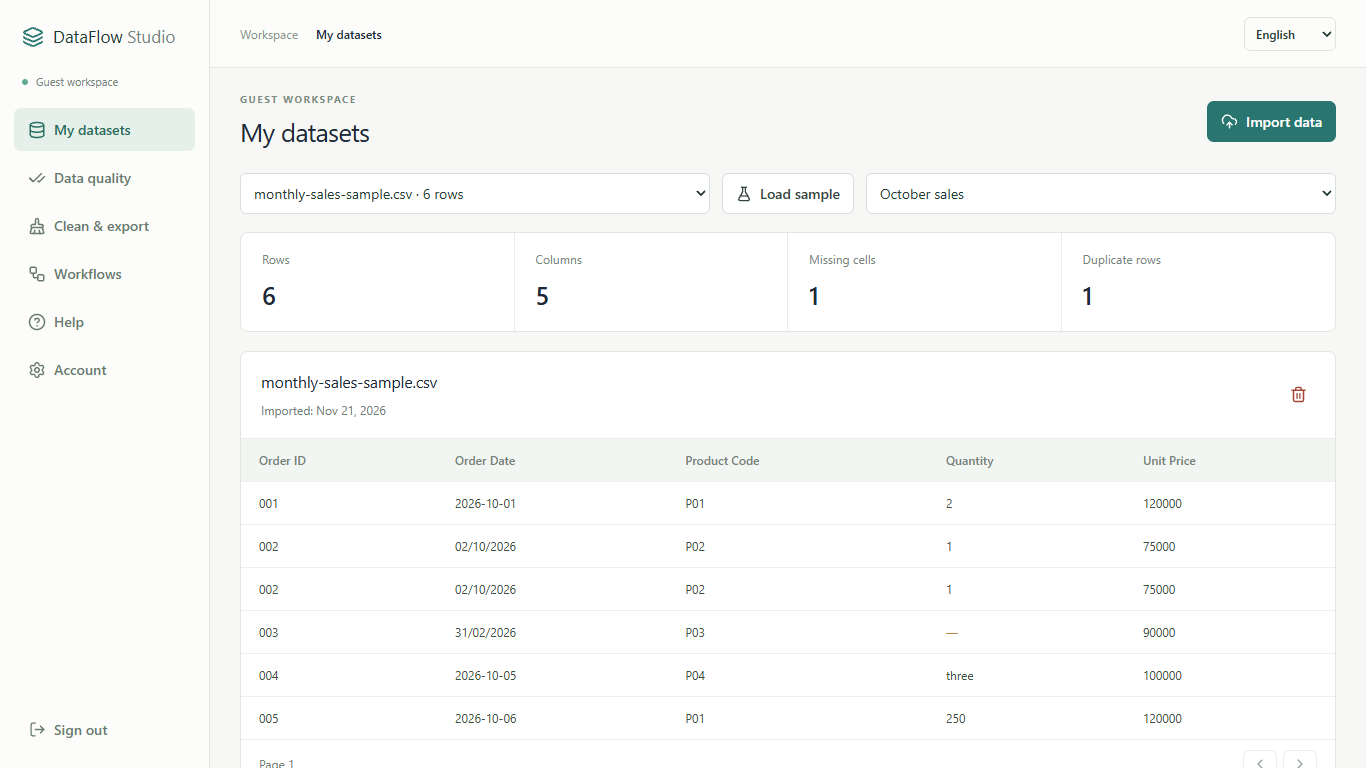 DataFlow Studio
Guest workspace
My datasets
Data quality
Clean & export
Workflows
Help
Account
Sign out
Workspace My datasets
English
GUEST WORKSPACE
My datasets
Import data
monthly-sales-sample.csv · 6 rows
Load sample
October sales
Rows Columns Missing cells Duplicate rows
6 5 1 1
monthly-sales-sample.csv
Imported: Nov 21, 2026
Order ID Order Date Product Code Quantity Unit Price
001 2026-10-01 P01 2 120000
002 02/10/2026 P02 1 75000
002 02/10/2026 P02 1 75000
003 31/02/2026 P03 — 90000
004 2026-10-05 P04 three 100000
005 2026-10-06 P01 250 120000
Page 1